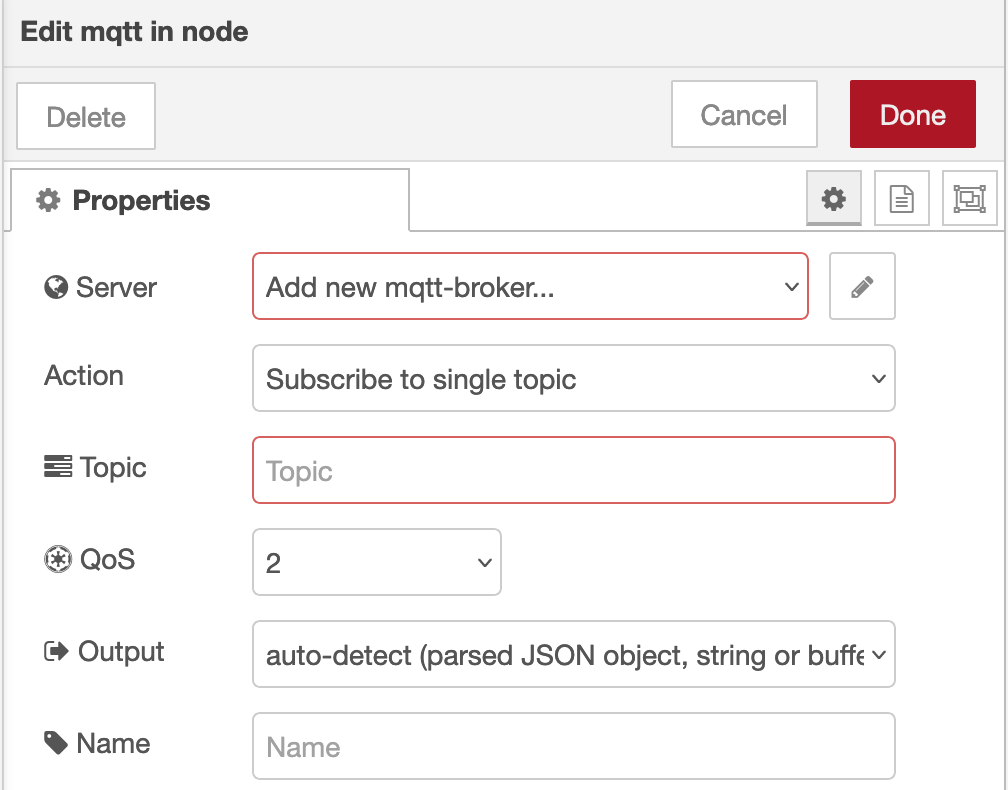 Edit mqtt in node
Delete
Cancel
Done
Properties
Server
Add new mqtt-broker...
Action
Subscribe to single topic
Topic
Topic
QoS
2
Output
auto-detect (parsed JSON object, string or buffe
Name
Name